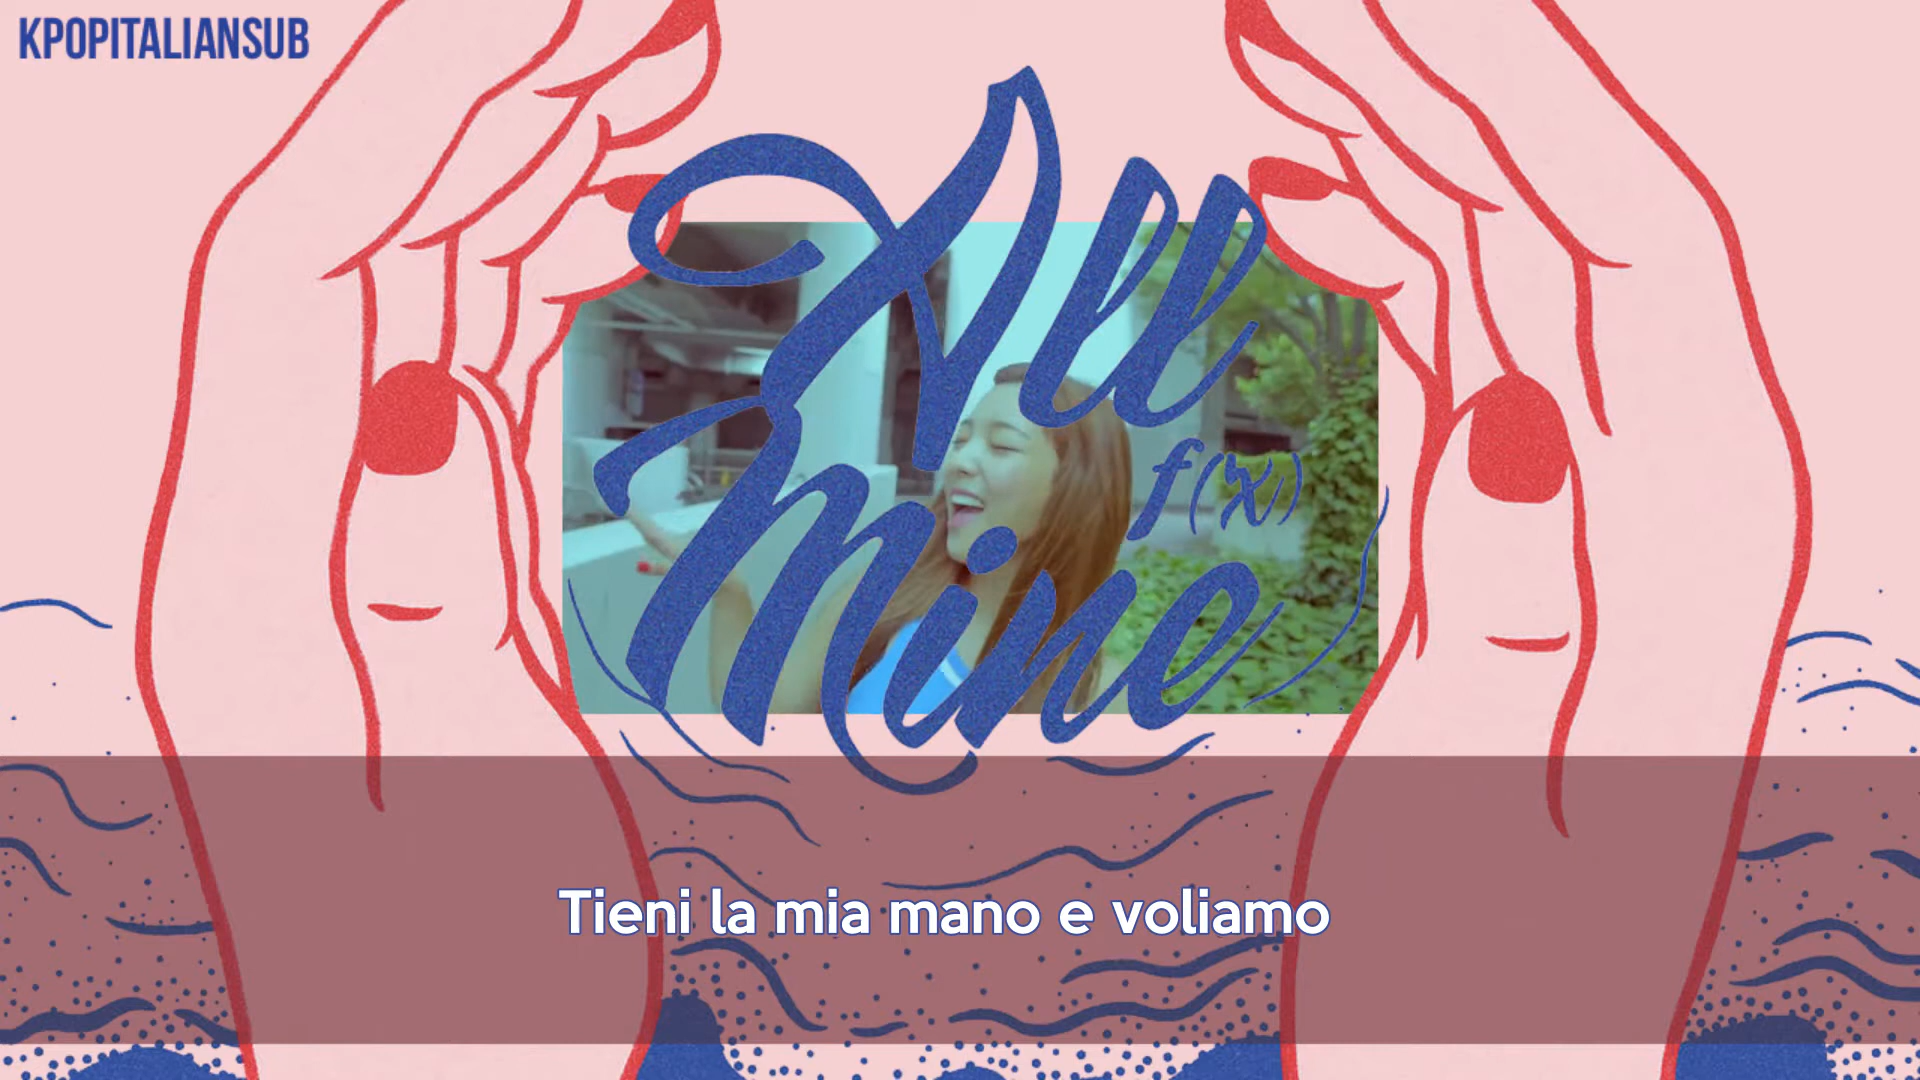 KPOPITALIANSUB
All
f(x)
Mine
Tieni la mia mano e voliamo